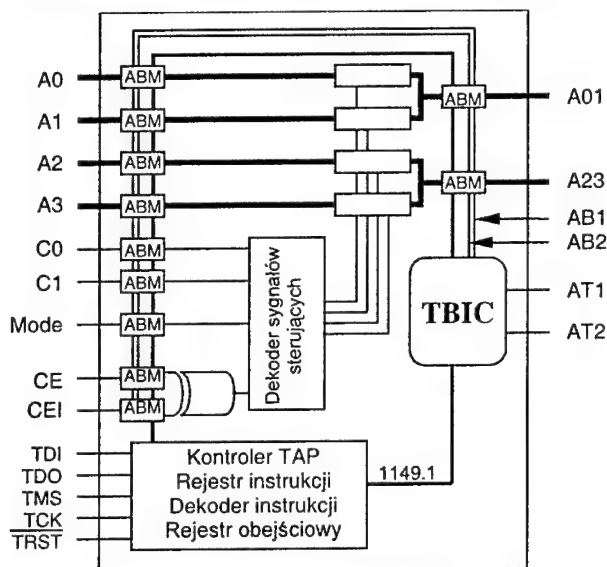 A0
ABM
ABM
A01
A1
ABM
A2
ABM
ABM
A23
A3
ABM
AB1
C0
ABM
AB2
C1
ABM
AT1
Mode
ABM
TBIC
AT2
Dekoder sygnałów
sterujących
CE
ABM
CEI
ABM
TDI
Kontroler TAP
TDO
Rejestr instrukcji
1149.1
TMS
Dekoder instrukcji
TCK
Rejestr obejściowy
TRST